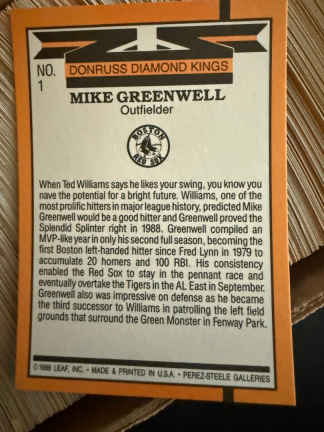 NO.
1
DONRUSS DIAMOND KINGS
MIKE GREENWELL
Outfielder
BOSTON
RED SOX
When Ted Williams says he likes your swing, you know you
have the potential for a bright future. Williams, one of the
most prolific hitters in major league history, predicted Mike
Greenwell would be a good hitter and Greenwell proved the
Splendid Splinter right in 1988. Greenwell compiled an
MVP-like year in only his second full season, becoming the
first Boston left-handed hitter since Fred Lynn in 1979 to
accumulate 20 homers and 100 RBI. His consistency
enabled the Red Sox to stay in the pennant race and
eventually overtake the Tigers in the AL East in September.
Greenwell also was impressive on defense as he became
the third successor to Williams in patrolling the left field
grounds that surround the Green Monster in Fenway Park.
©1988 LEAF, INC. • MADE & PRINTED IN U.S.A. • PEREZ-STEELE GALLERIES